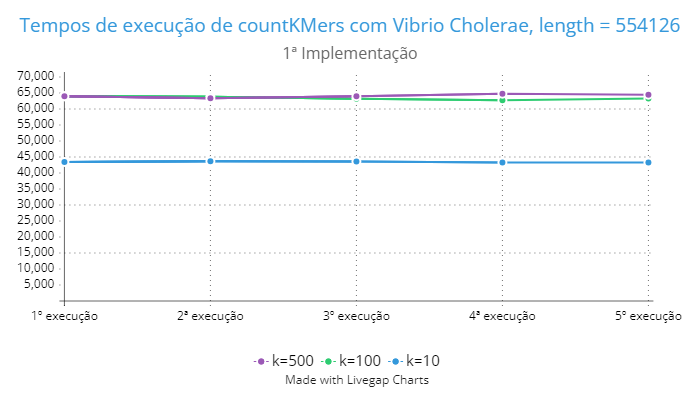 Tempos de execução de countKMers com Vibrio Cholerae, length = 554126
1ª Implementação
70,000
65,000
60,000
55,000
50,000
45,000
40,000
35,000
30,000
25,000
20,000
15,000
10,000
5,000
1º execução 2ª execução 3º execução 4ª execução 5º execução
k=500 k=100 k=10
Made with Livegap Charts